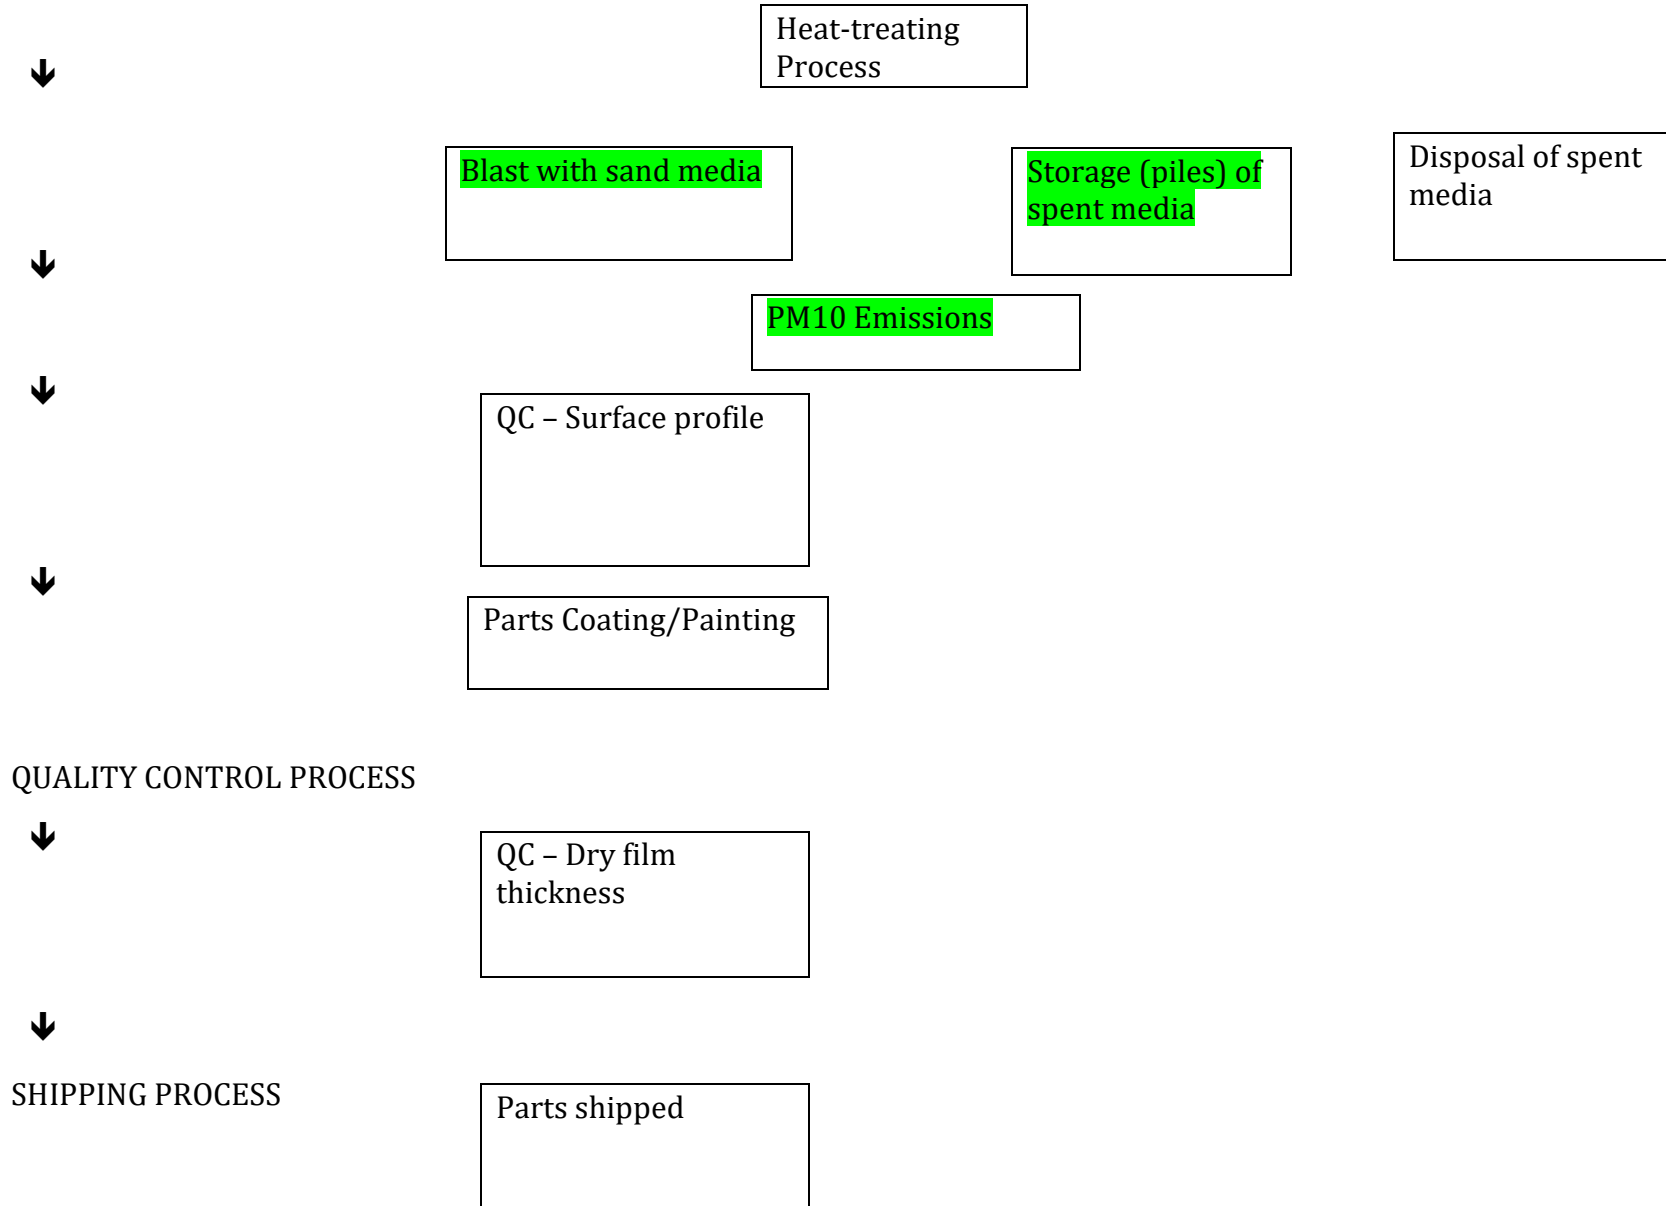 Heat-treating
Process
🡫
Blast with sand media
Storage (piles) of
spent media
Disposal of spent
media
🡫
PM10 Emissions
🡫
QC – Surface profile
🡫
Parts Coating/Painting
QUALITY CONTROL PROCESS
🡫
QC – Dry film
thickness
🡫
SHIPPING PROCESS
Parts shipped